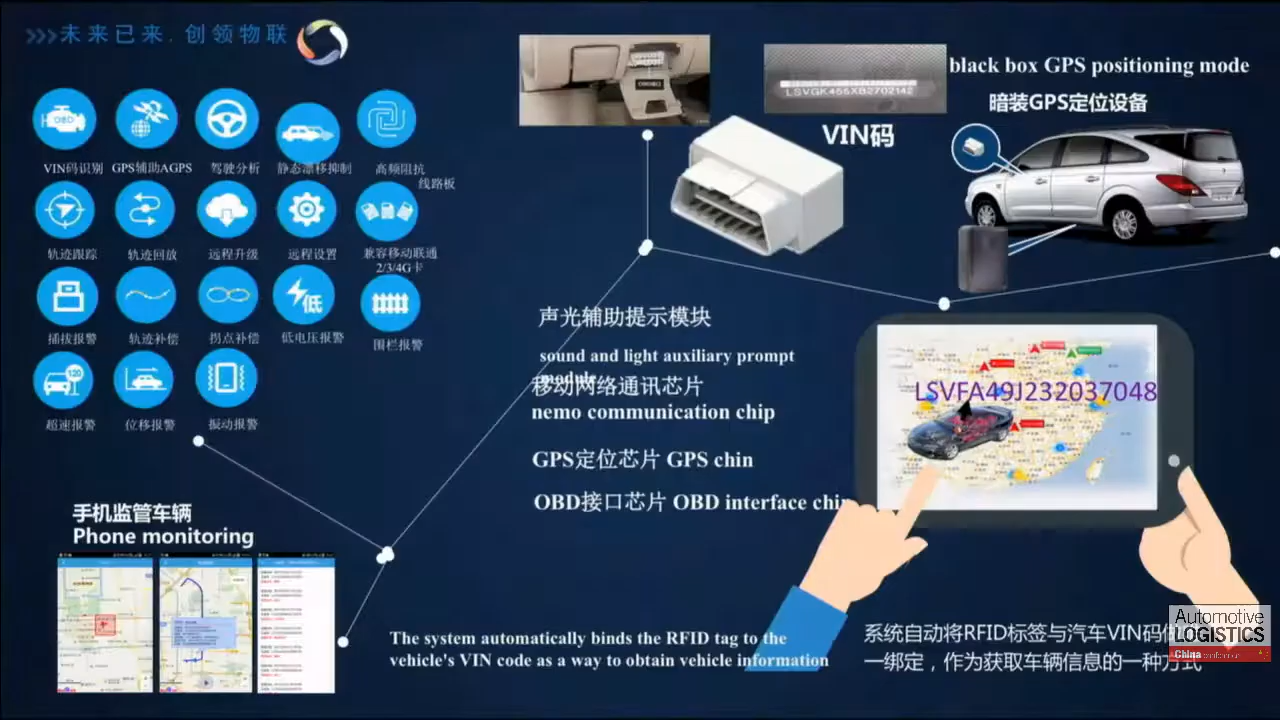 >>>未来已来.创领物联
OBD
VIN码识别
GPS辅助AGPS
驾驶分析
静态漂移抑制
高频阻抗
线路板
轨迹跟踪
轨迹回放
远程升级
远程设置
兼容移动联通
2/3/4G卡
插拔报警
轨迹补偿
拐点补偿
低
低电压报警
围栏报警
120
超速报警
位移报警
振动报警
手机监管车辆
Phone monitoring
LSVGK465XB2702142
VIN码
black box GPS positioning mode
暗装GPS定位设备
声光辅助提示模块
sound and light auxiliary prompt
module
移动网络通讯芯片
nemo communication chip
GPS定位芯片 GPS chin
OBD接口芯片 OBD interface chip
LSVFA49J232037048
The system automatically binds the RFID tag to the
vehicle's VIN code as a way to obtain vehicle information
系统自动将RFID标签与汽车VIN码
一绑定，作为获取车辆信息的一种方式
Automotive
LOGISTICS
China conference